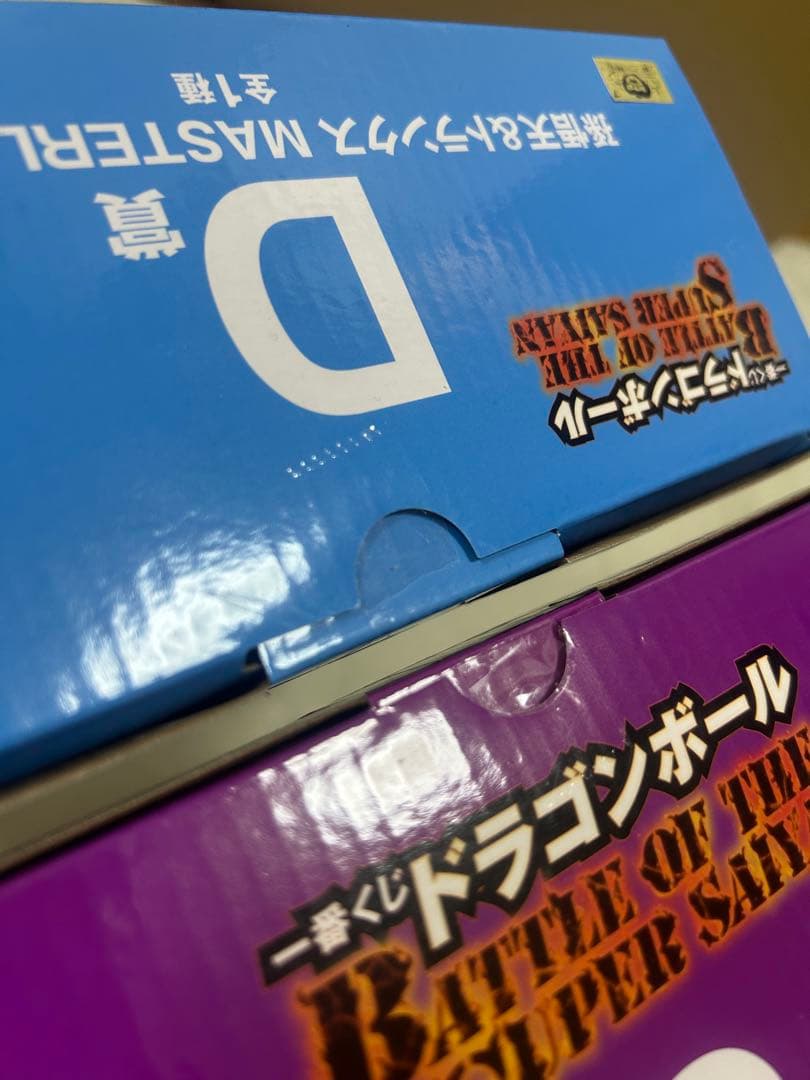 一番くじ ドラゴンボール
BATTLE OF THE
SUPER SAIYAN
D賞
孫悟天&トランクス MASTERL
全1種
一番くじ ドラゴンボール
BATTLE OF THE
SUPER SAIY